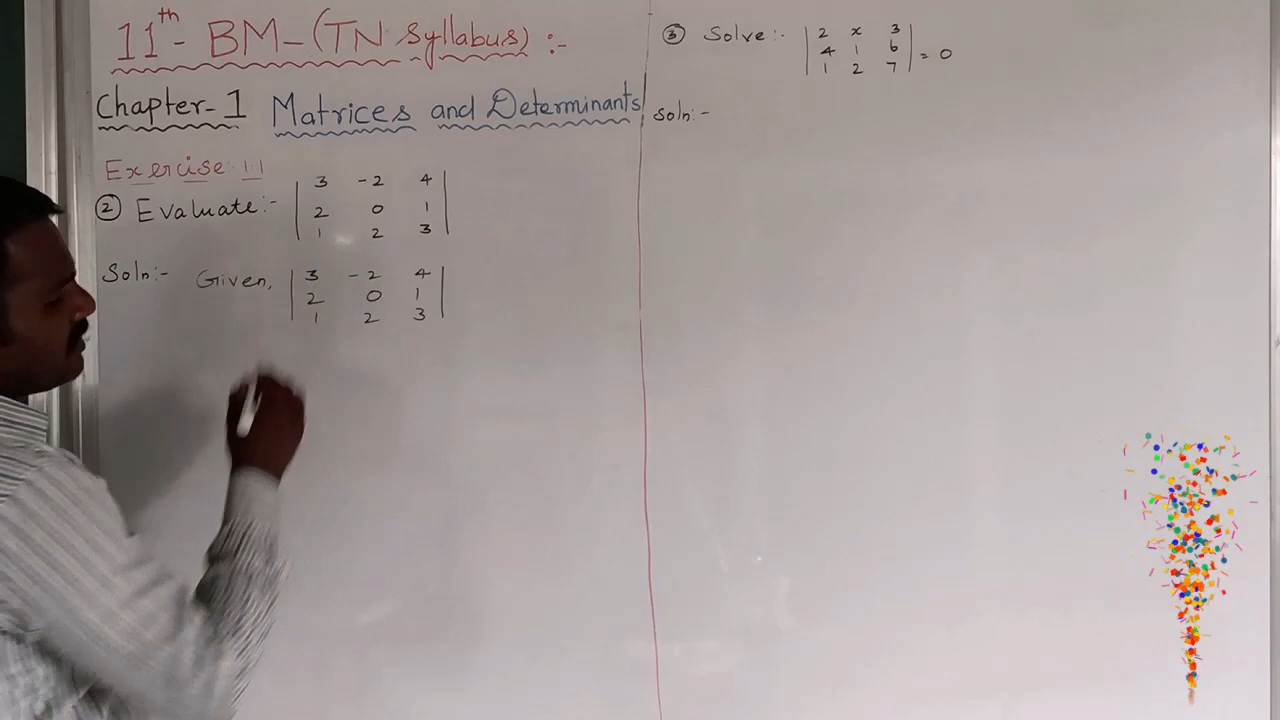 11th - BM - (TN Syllabus) :-
Chapter - 1 Matrices and Determinants
Exercise 1.1
② Evaluate:- | 3 -2 4 |
| 2 0 1 |
| 1 2 3 |
Soln:- Given, | 3 -2 4 |
| 2 0 1 |
| 1 2 3 |
③ Solve:- | 2 x 3 |
| 4 1 6 | = 0
| 1 2 7 |
Soln:-